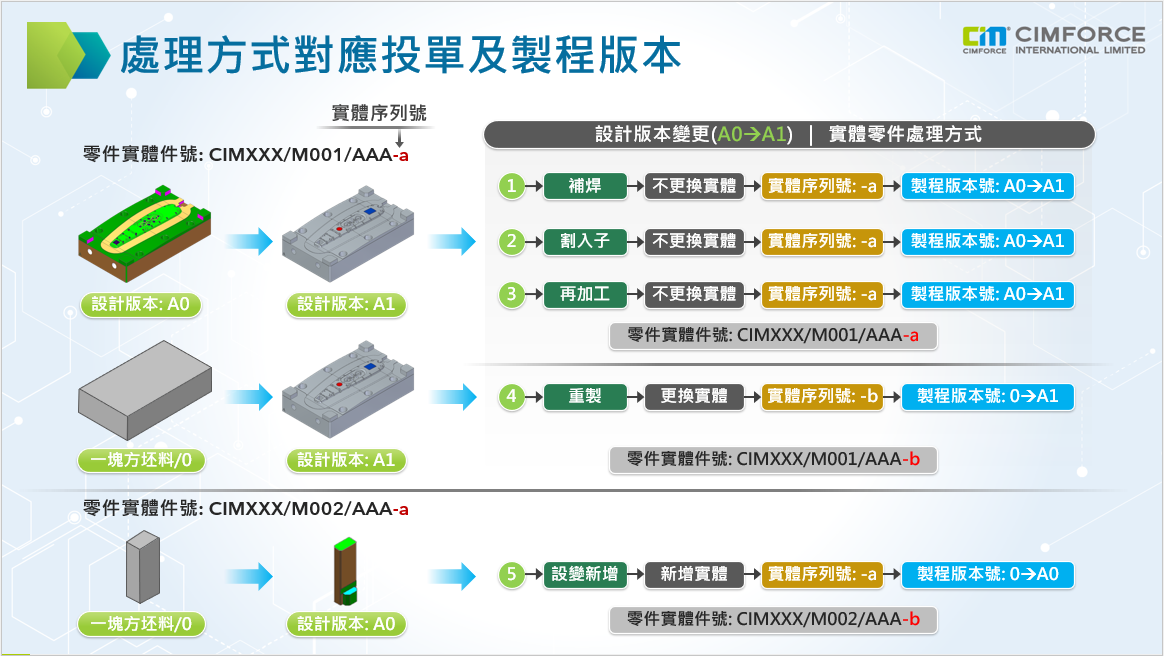 處理方式對應投單及製程版本
CiM CIMFORCE
CIMFORCE INTERNATIONAL LIMITED
實體序列號
零件實體件號: CIMXXX/M001/AAA-a
設計版本: A0
設計版本: A1
設計版本變更(A0→A1) | 實體零件處理方式
1 補焊 不更換實體 實體序列號: -a 製程版本號: A0→A1
2 割入子 不更換實體 實體序列號: -a 製程版本號: A0→A1
3 再加工 不更換實體 實體序列號: -a 製程版本號: A0→A1
零件實體件號: CIMXXX/M001/AAA-a
一塊方坯料/0
設計版本: A1
4 重製 更換實體 實體序列號: -b 製程版本號: 0→A1
零件實體件號: CIMXXX/M001/AAA-b
零件實體件號: CIMXXX/M002/AAA-a
一塊方坯料/0
設計版本: A0
5 設變新增 新增實體 實體序列號: -a 製程版本號: 0→A0
零件實體件號: CIMXXX/M002/AAA-b